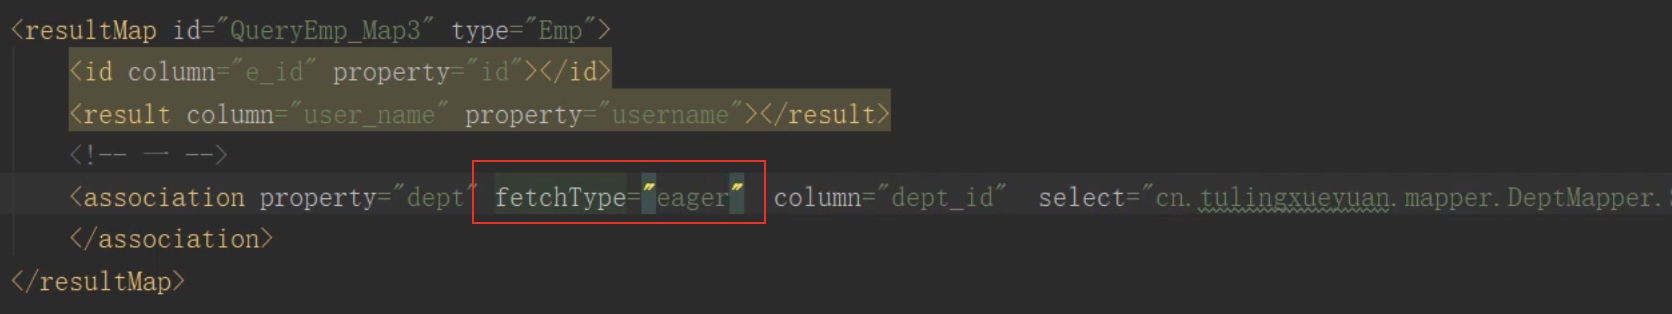 <resultMap id="QueryEmp_Map3" type="Emp">
<id column="e_id" property="id"></id>
<result column="user_name" property="username"></result>
<!-- 一 -->
<association property="dept" fetchType="eager" column="dept_id" select="cn.tulingxueyuan.mapper.DeptMapper.
</association>
</resultMap>